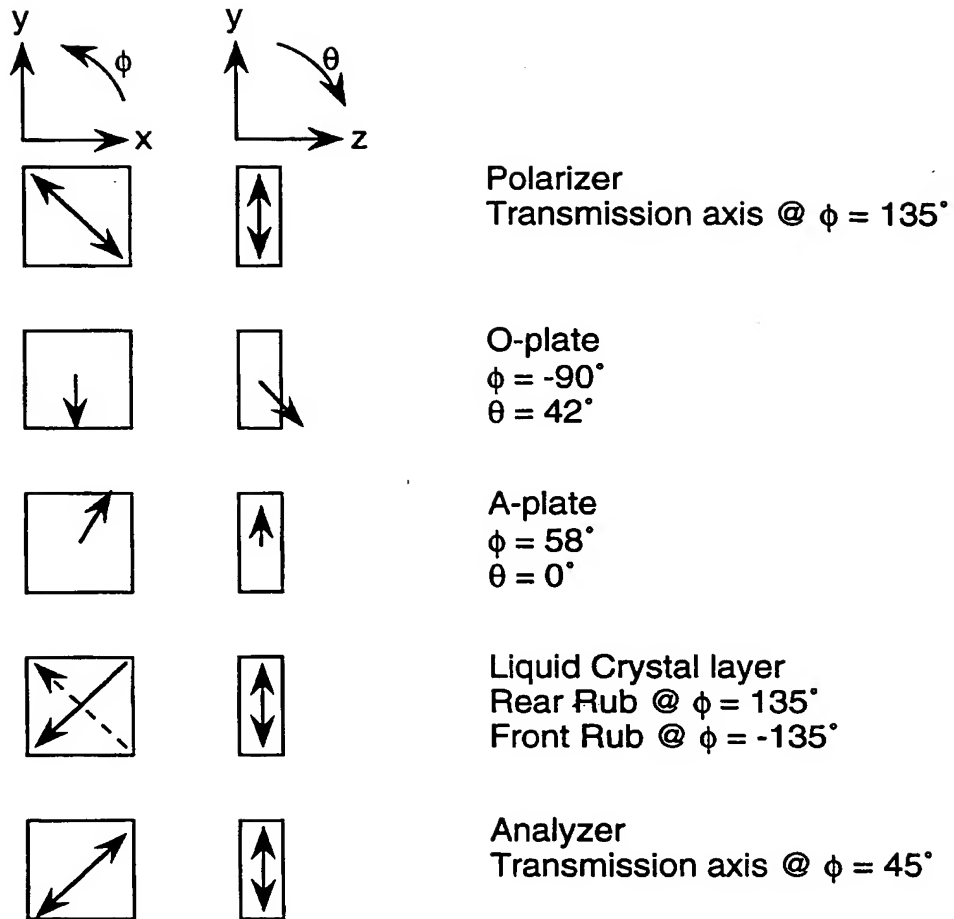 y y
ϕ θ
x z
Polarizer
Transmission axis @ ϕ = 135°
O-plate
ϕ = -90°
θ = 42°
A-plate
ϕ = 58°
θ = 0°
Liquid Crystal layer
Rear Rub @ ϕ = 135°
Front Rub @ ϕ = -135°
Analyzer
Transmission axis @ ϕ = 45°